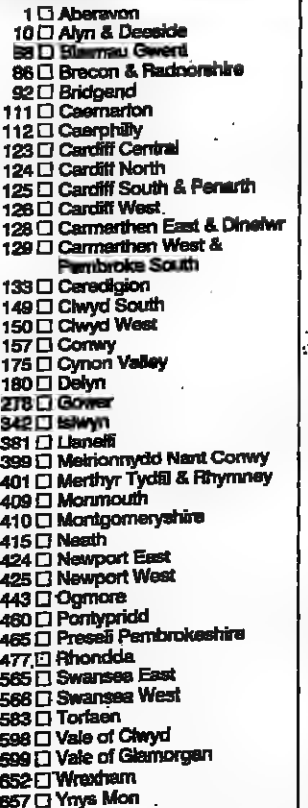 1 □ Aberavon
10 □ Alyn & Deeside
58 □ Blaenau Gwent
86 □ Brecon & Radnorshire
92 □ Bridgend
111 □ Caernarfon
112 □ Caerphilly
123 □ Cardiff Central
124 □ Cardiff North
125 □ Cardiff South & Penarth
126 □ Cardiff West
128 □ Carmarthen East & Dinefwr
129 □ Carmarthen West &
Pembroke South
133 □ Ceredigion
149 □ Clwyd South
150 □ Clwyd West
157 □ Conwy
175 □ Cynon Valley
180 □ Delyn
278 □ Gower
342 □ Islwyn
381 □ Llanelli
399 □ Meirionnydd Nant Conwy
401 □ Merthyr Tydfil & Rhymney
409 □ Monmouth
410 □ Montgomeryshire
415 □ Neath
424 □ Newport East
425 □ Newport West
443 □ Ogmore
460 □ Pontypridd
465 □ Preseli Pembrokeshire
477 □ Rhondda
565 □ Swansea East
566 □ Swansea West
583 □ Torfaen
598 □ Vale of Clwyd
599 □ Vale of Glamorgan
652 □ Wrexham
657 □ Ynys Mon